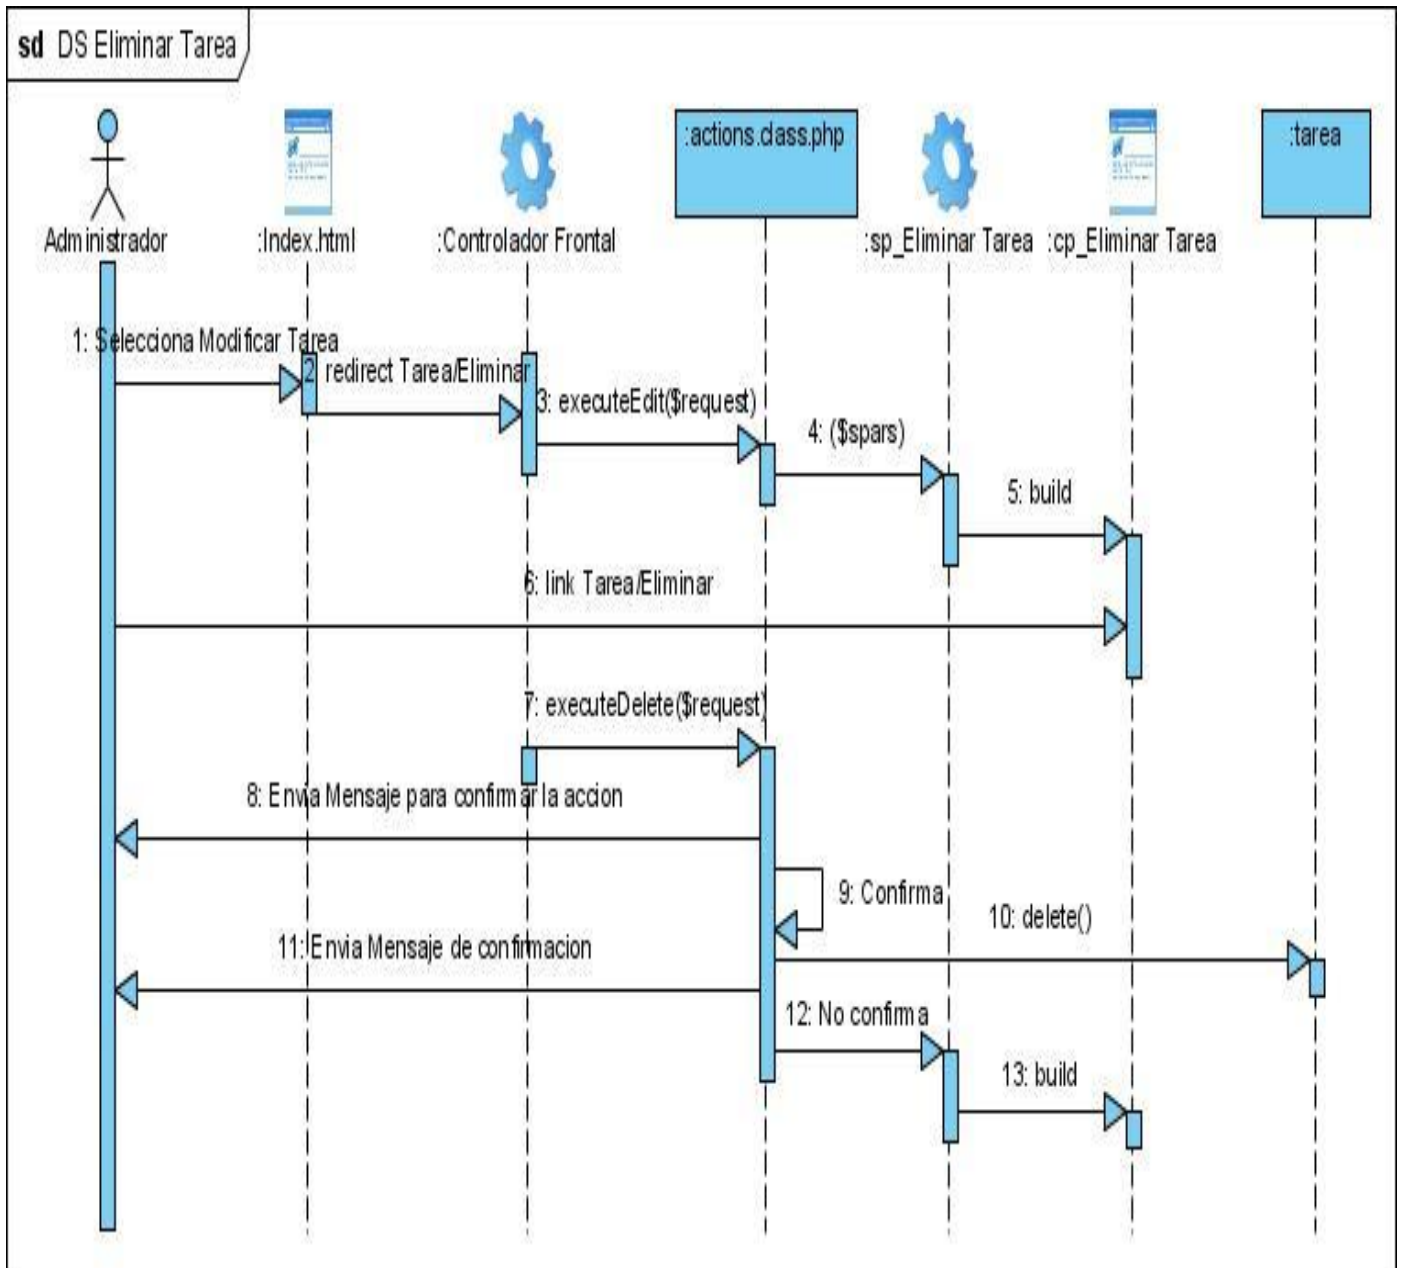 sd DS Eliminar Tarea
:actions.class.php
:tarea
Administrador
:Index.html
:Controlador Frontal
:sp_Eliminar Tarea
:cp_Eliminar Tarea
1: Selecciona Modificar Tarea
2: redirect Tarea/Eliminar
3: executeEdit($request)
4: ($spars)
5: build
6: link Tarea/Eliminar
7: executeDelete($request)
8: Envia Mensaje para confirmar la accion
9: Confirma
10: delete()
11: Envia Mensaje de confirmacion
12: No confirma
13: build